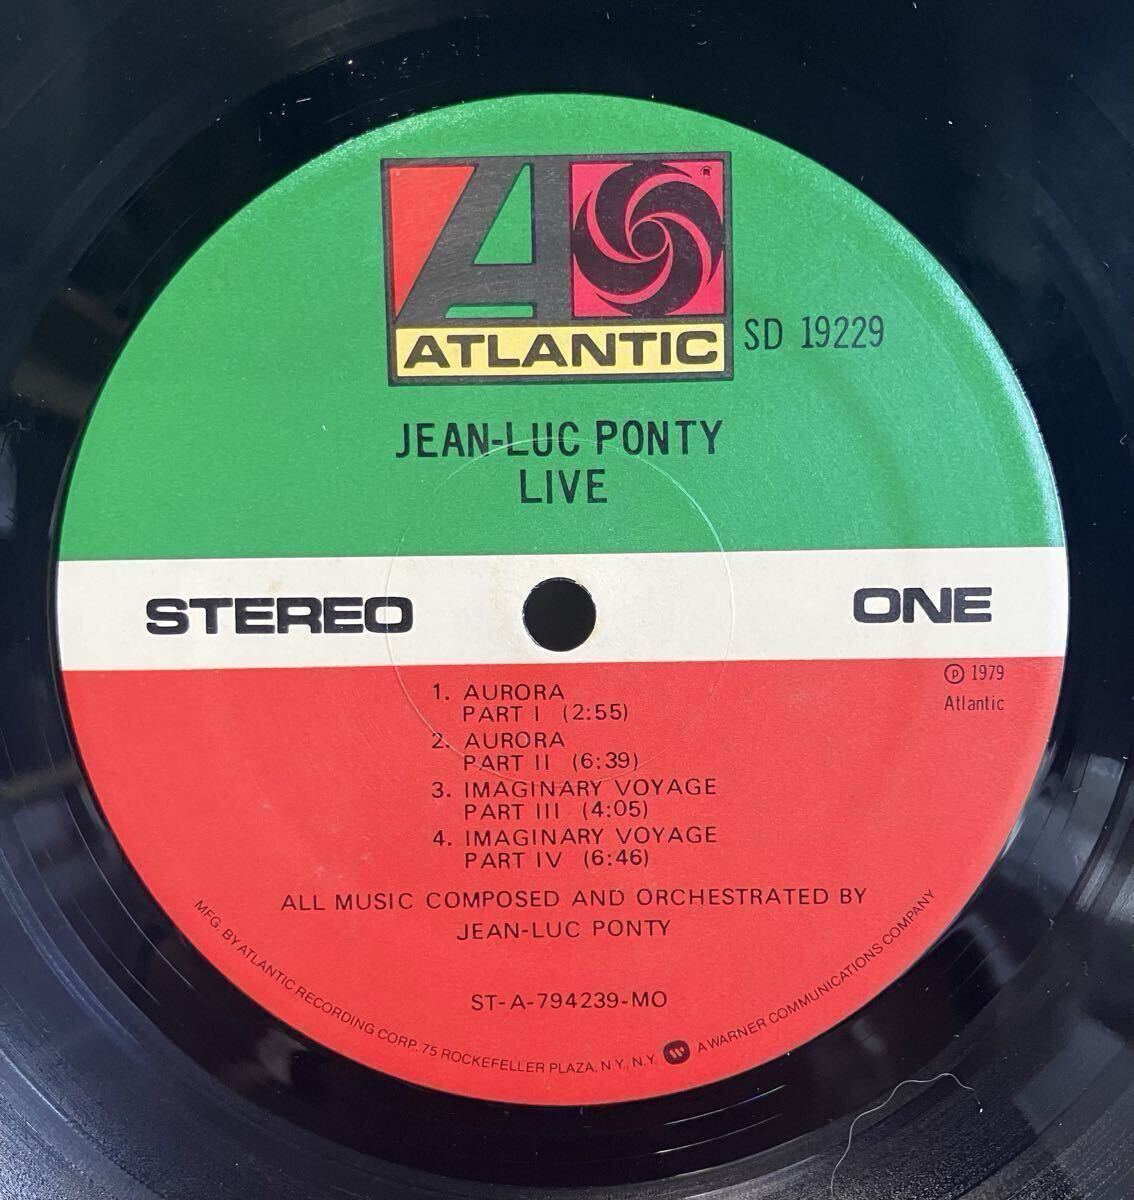 ATLANTIC
SD 19229
JEAN-LUC PONTY
LIVE
STEREO
ONE
Ⓟ 1979
Atlantic
1. AURORA
PART I (2:55)
2. AURORA
PART II (6:39)
3. IMAGINARY VOYAGE
PART III (4:05)
4. IMAGINARY VOYAGE
PART IV (6:46)
ALL MUSIC COMPOSED AND ORCHESTRATED BY
JEAN-LUC PONTY
ST-A-794239-MO
MFG. BY ATLANTIC RECORDING CORP., 75 ROCKEFELLER PLAZA, N.Y., N.Y. A WARNER COMMUNICATIONS COMPANY